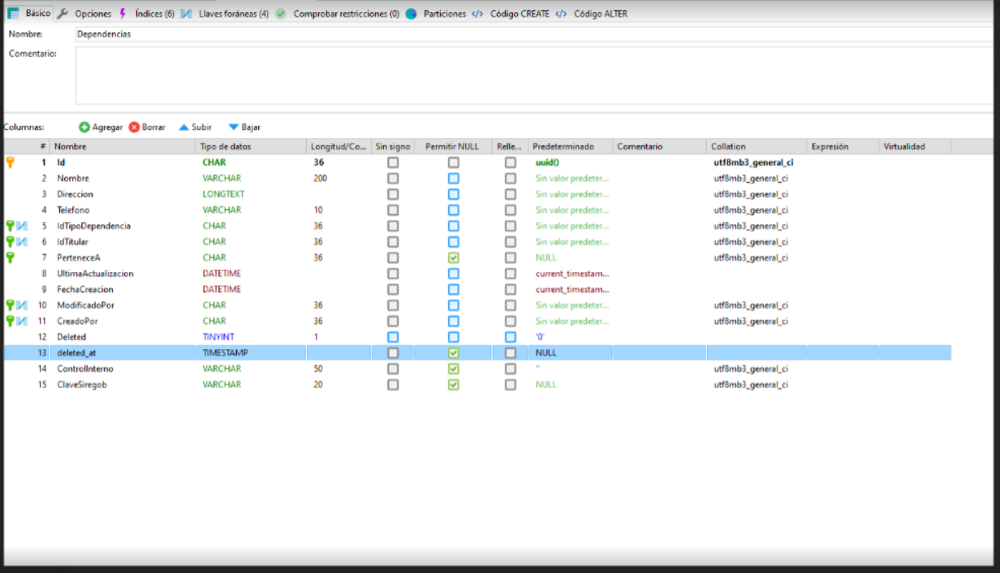 Básico Opciones Índices (6) Llaves foráneas (4) Comprobar restricciones (0) Particiones </> Código CREATE </> Código ALTER
Nombre: Dependencias
Comentario:
Columnas: Agregar Borrar Subir Bajar
# Nombre Tipo de datos Longitud/Co... Sin signo Permitir NULL Relle... Predeterminado Comentario Collation Expresión Virtualidad
1 Id CHAR 36 uuid() utf8mb3_general_ci
2 Nombre VARCHAR 200 Sin valor predeter... utf8mb3_general_ci
3 Direccion LONGTEXT Sin valor predeter... utf8mb3_general_ci
4 Telefono VARCHAR 10 Sin valor predeter... utf8mb3_general_ci
5 IdTipoDependencia CHAR 36 Sin valor predeter... utf8mb3_general_ci
6 IdTitular CHAR 36 Sin valor predeter... utf8mb3_general_ci
7 PerteneceA CHAR 36 NULL utf8mb3_general_ci
8 UltimaActualizacion DATETIME current_timestam...
9 FechaCreacion DATETIME current_timestam...
10 ModificadoPor CHAR 36 Sin valor predeter... utf8mb3_general_ci
11 CreadoPor CHAR 36 Sin valor predeter... utf8mb3_general_ci
12 Deleted TINYINT 1 '0'
13 deleted_at TIMESTAMP NULL
14 ControlInterno VARCHAR 50 '' utf8mb3_general_ci
15 ClaveSiregob VARCHAR 20 NULL utf8mb3_general_ci